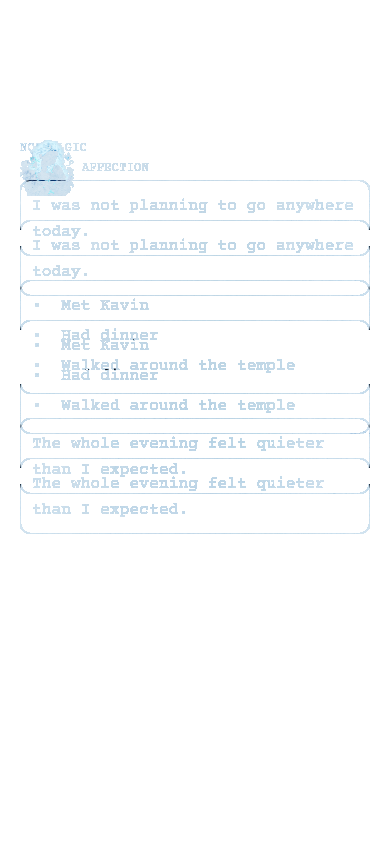 NOSTALGIC
AFFECTION
I was not planning to go anywhere
today.
I was not planning to go anywhere
today.
• Met Kavin
• Had dinner
• Met Kavin
• Walked around the temple
• Had dinner
• Walked around the temple
The whole evening felt quieter
than I expected.
The whole evening felt quieter
than I expected.